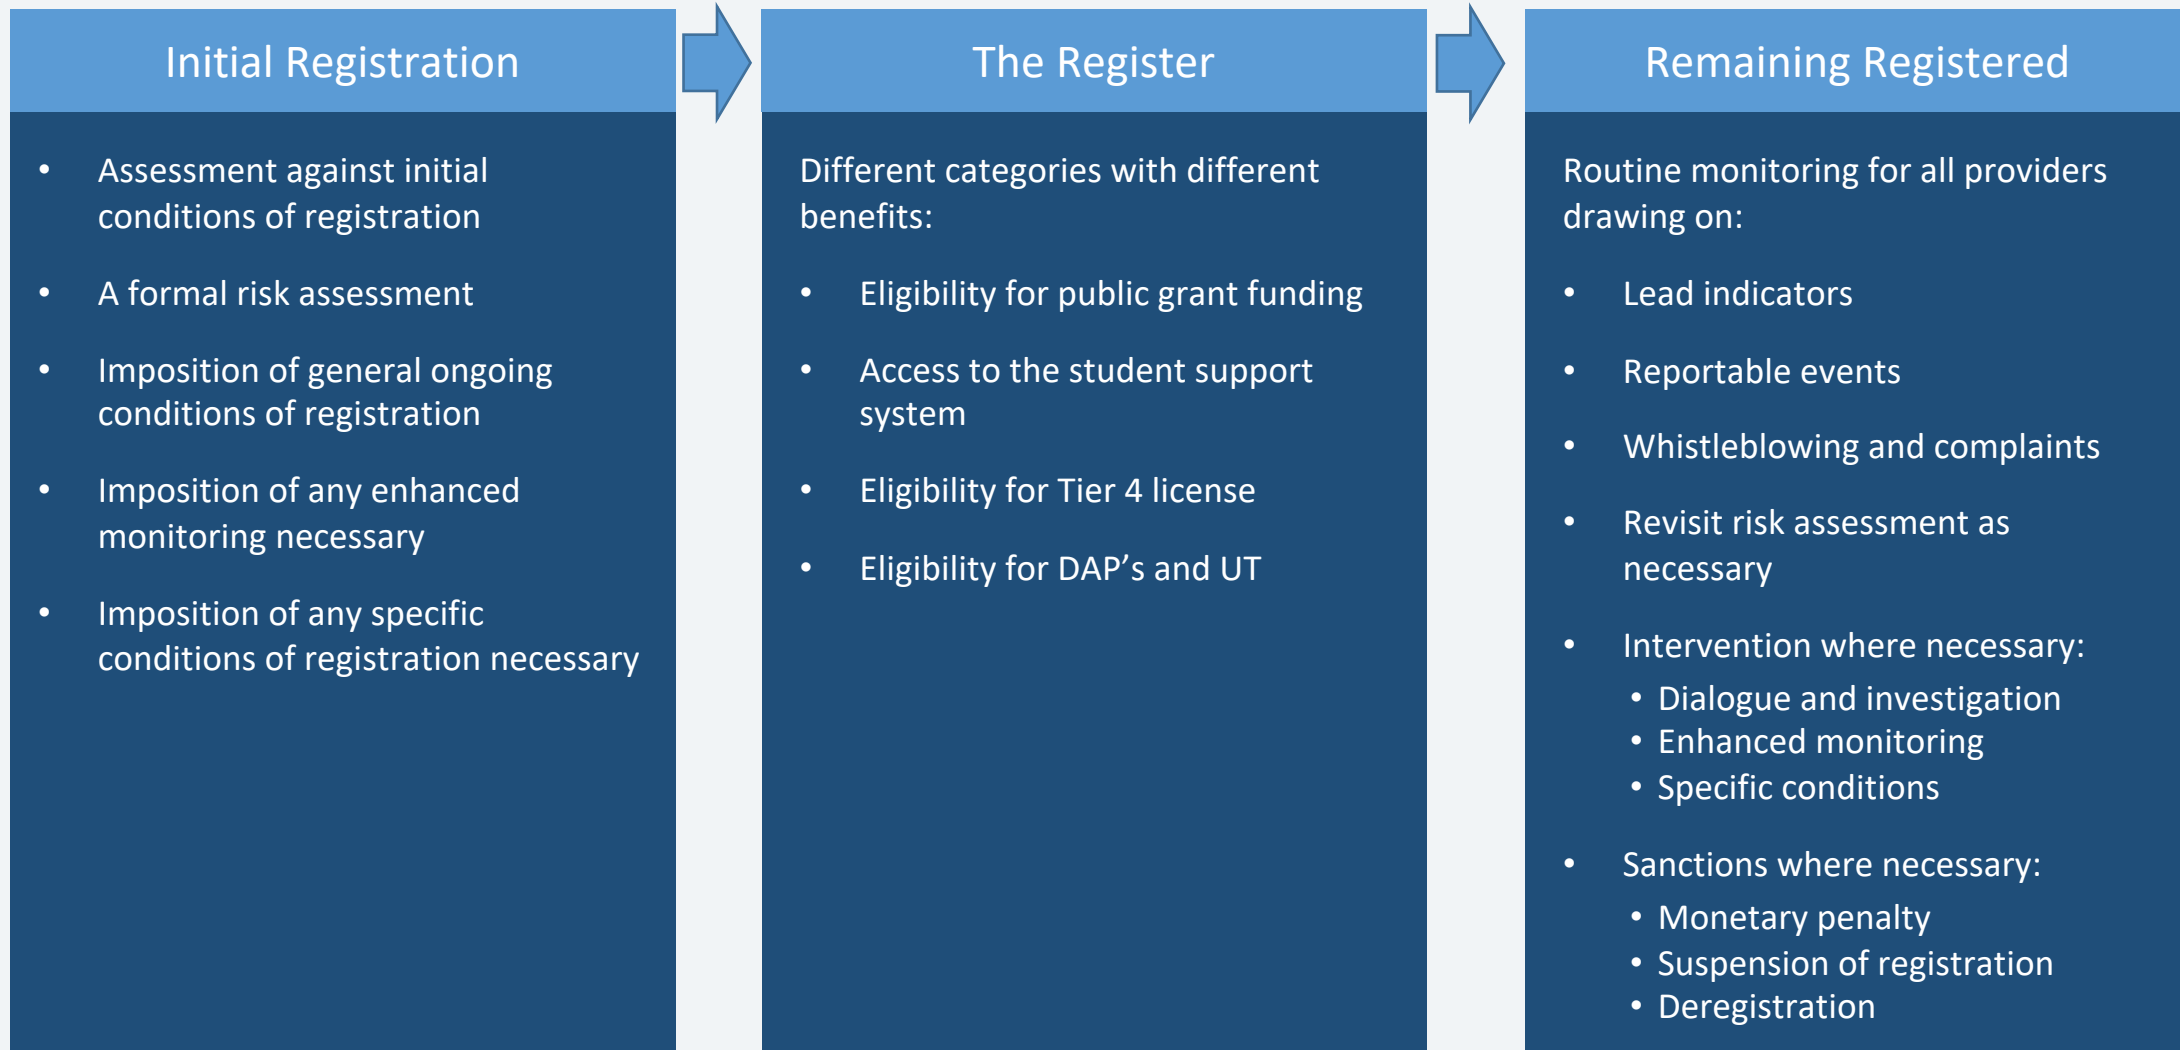 Initial Registration
• Assessment against initial
conditions of registration
• A formal risk assessment
• Imposition of general ongoing
conditions of registration
• Imposition of any enhanced
monitoring necessary
• Imposition of any specific
conditions of registration necessary
The Register
Different categories with different
benefits:
• Eligibility for public grant funding
• Access to the student support
system
• Eligibility for Tier 4 license
• Eligibility for DAP’s and UT
Remaining Registered
Routine monitoring for all providers
drawing on:
• Lead indicators
• Reportable events
• Whistleblowing and complaints
• Revisit risk assessment as
necessary
• Intervention where necessary:
• Dialogue and investigation
• Enhanced monitoring
• Specific conditions
• Sanctions where necessary:
• Monetary penalty
• Suspension of registration
• Deregistration